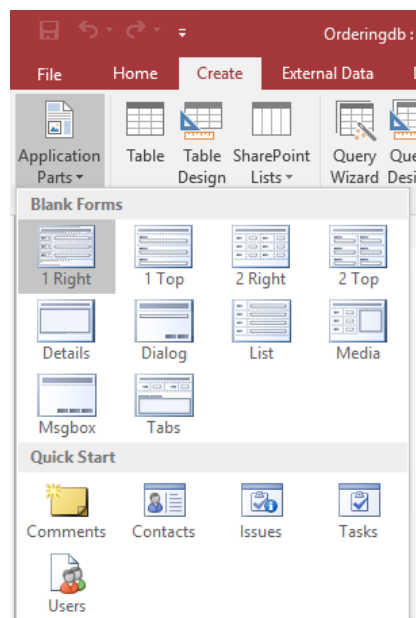 Orderingdb :
File Home Create External Data
Application Parts Table Table Design SharePoint Lists Query Wizard
Blank Forms
1 Right 1 Top 2 Right 2 Top
Details Dialog List Media
Msgbox Tabs
Quick Start
Comments Contacts Issues Tasks
Users